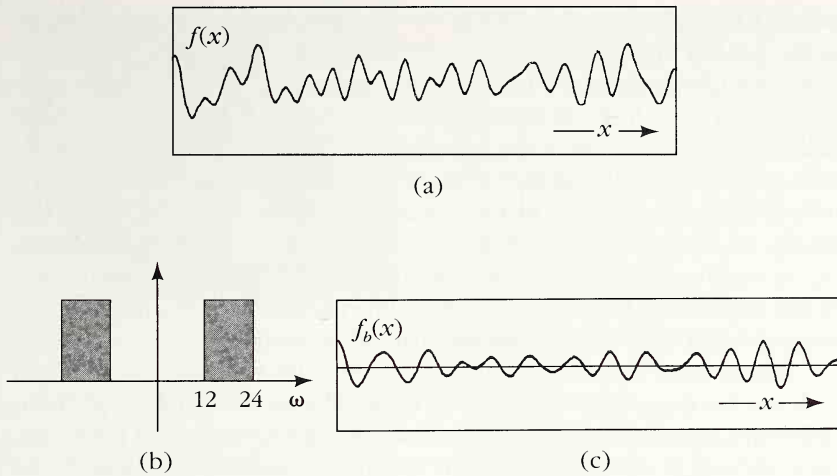 f(x)
x
(a)
f_b(x)
12 24 ω
x
(b)
(c)